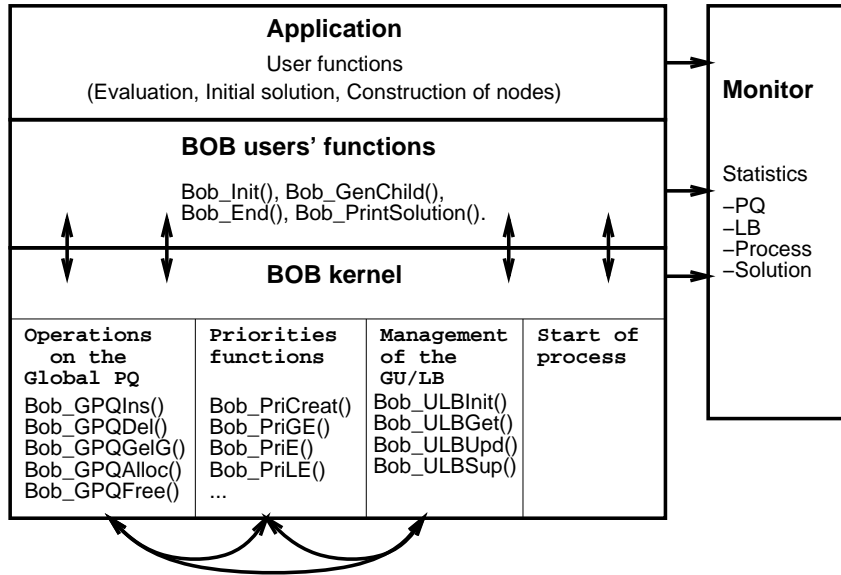 Application
User functions
(Evaluation, Initial solution, Construction of nodes)
BOB users' functions
Bob_Init(), Bob_GenChild(),
Bob_End(), Bob_PrintSolution().
BOB kernel
Operations
on the
Global PQ
Bob_GPQIns()
Bob_GPQDel()
Bob_GPQGelG()
Bob_GPQAlloc()
Bob_GPQFree()
Priorities
functions
Bob_PriCreat()
Bob_PriGE()
Bob_PriE()
Bob_PriLE()
...
Management
of the
GU/LB
Bob_ULBInit()
Bob_ULBGet()
Bob_ULBUpd()
Bob_ULBSup()
Start of
process
Monitor
Statistics
−PQ
−LB
−Process
−Solution